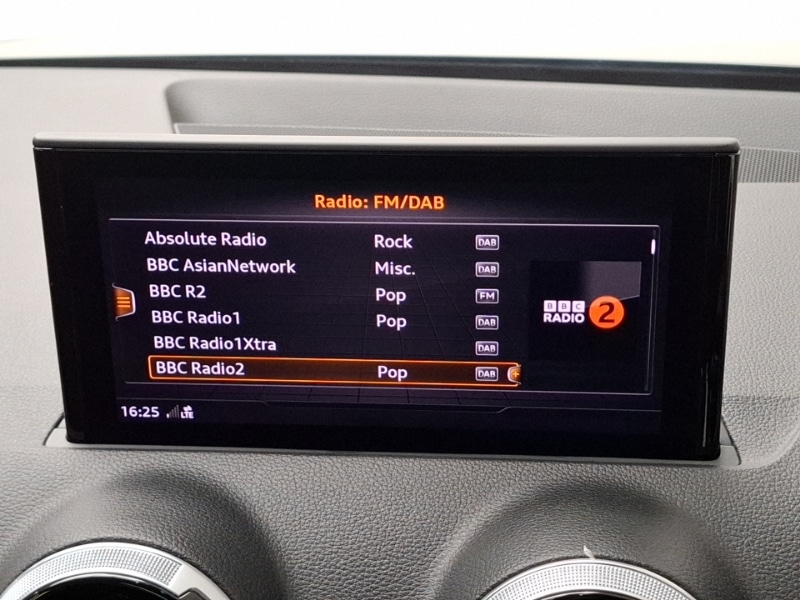 Radio: FM/DAB
Absolute Radio Rock DAB
BBC AsianNetwork Misc. DAB
BBC R2 Pop FM
BBC Radio1 Pop DAB
BBC Radio1Xtra DAB
BBC Radio2 Pop DAB
BBC
RADIO 2
16:25 LTE